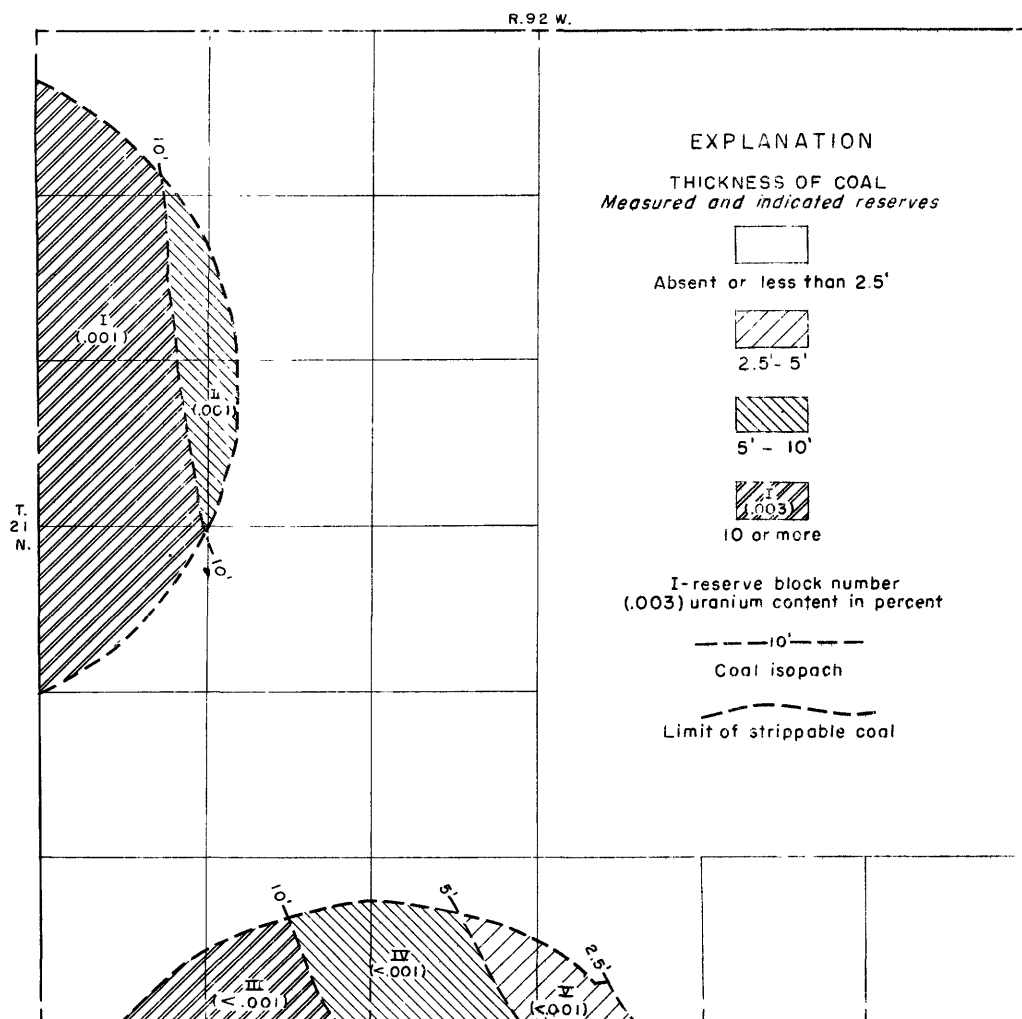 R. 92 W.
10'
I
(.001)
II
(.001)
10'
T.
21
N.
EXPLANATION
THICKNESS OF COAL
Measured and indicated reserves
Absent or less than 2.5'
2.5'- 5'
5' - 10'
I
(.003)
10 or more
I-reserve block number
(.003) uranium content in percent
10'
Coal isopach
Limit of strippable coal
10'
5'
2.5'
III
(<.001)
IV
(<.001)
V
(<.001)